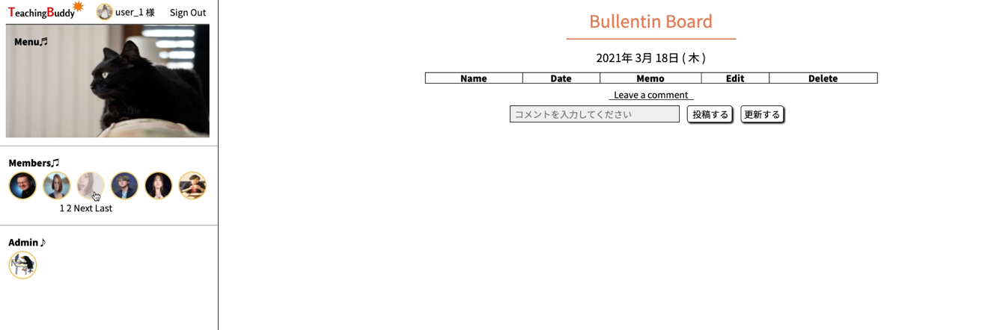 TeachingBuddy user_1 様 Sign Out
Menu♬
Members♫
1 2 Next Last
Admin♪
Bullentin Board
2021年 3月 18日 ( 木 )
Name Date Memo Edit Delete
Leave a comment
コメントを入力してください 投稿する 更新する